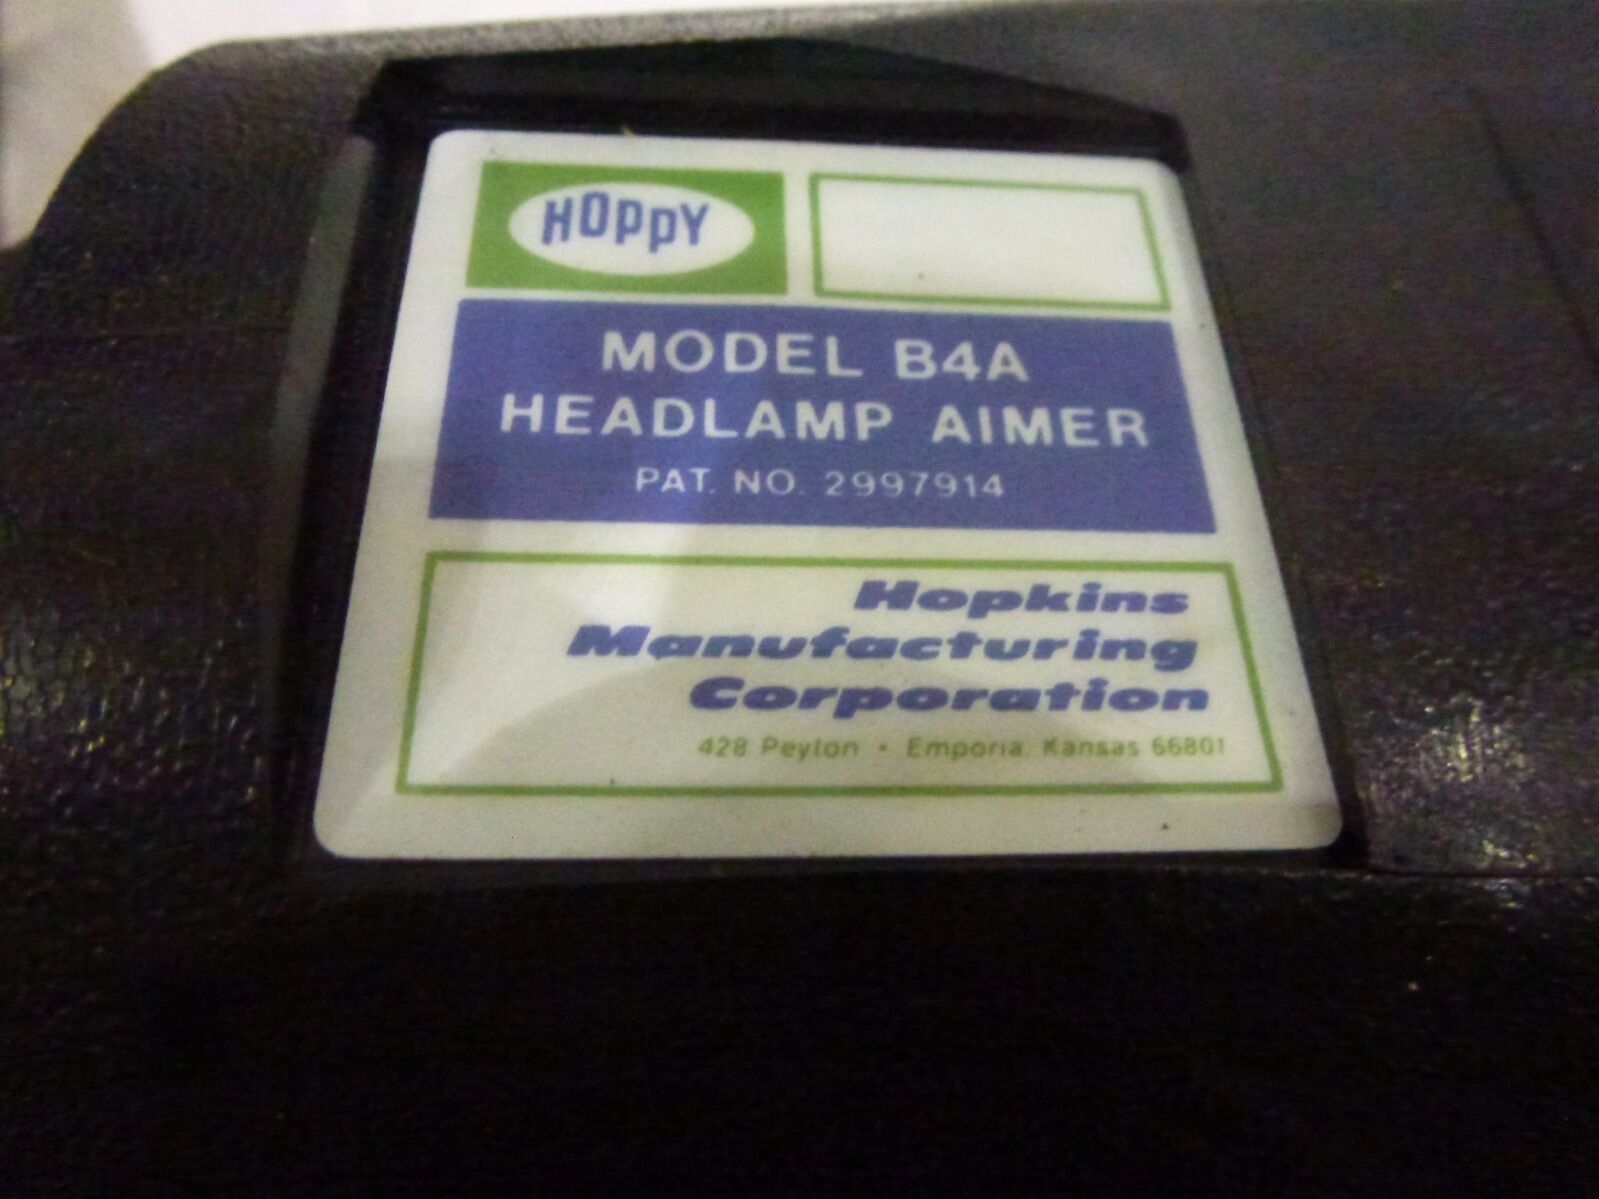 HOPPY
MODEL B4A
HEADLAMP AIMER
PAT. NO. 2997914
Hopkins
Manufacturing
Corporation
428 Peyton • Emporia, Kansas 66801